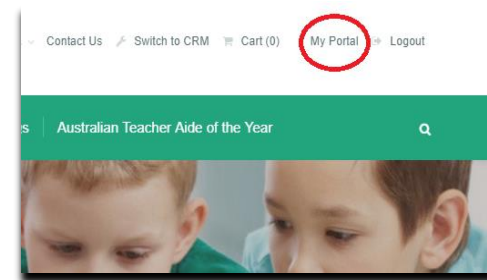 Contact Us Switch to CRM Cart (0) My Portal Logout
Australian Teacher Aide of the Year